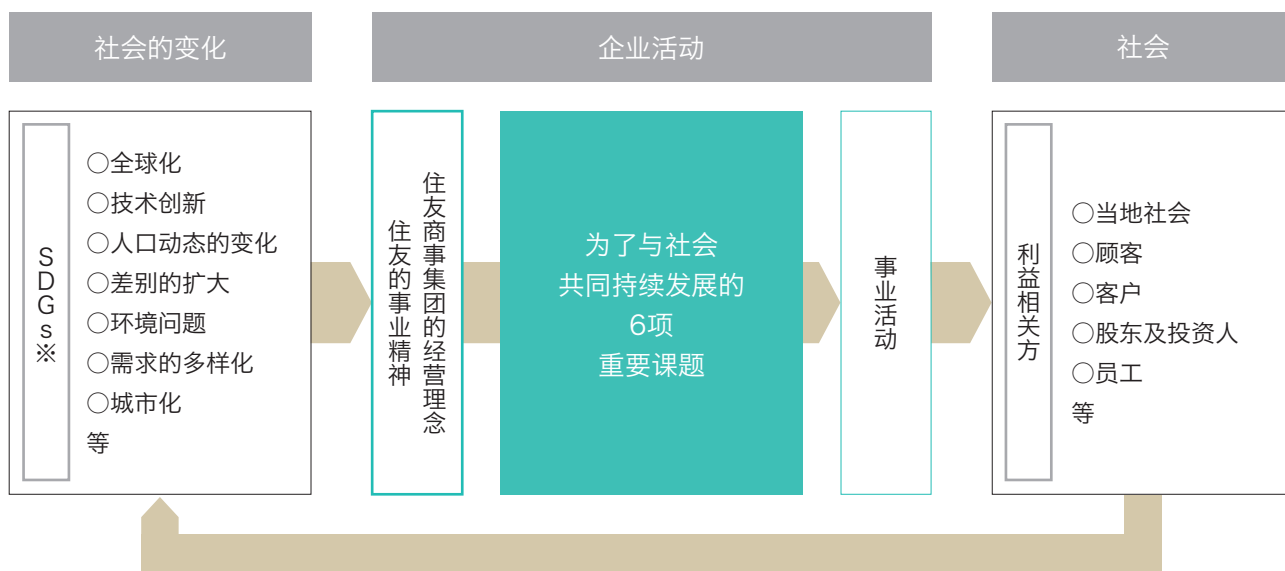 社会的变化
企业活动
社会
SDGs※
○全球化
○技术创新
○人口动态的变化
○差别的扩大
○环境问题
○需求的多样化
○城市化
等
住友商事集团的经营理念
住友的事业精神
为了与社会
共同持续发展的
6项
重要课题
事业活动
利益相关方
○当地社会
○顾客
○客户
○股东及投资人
○员工
等